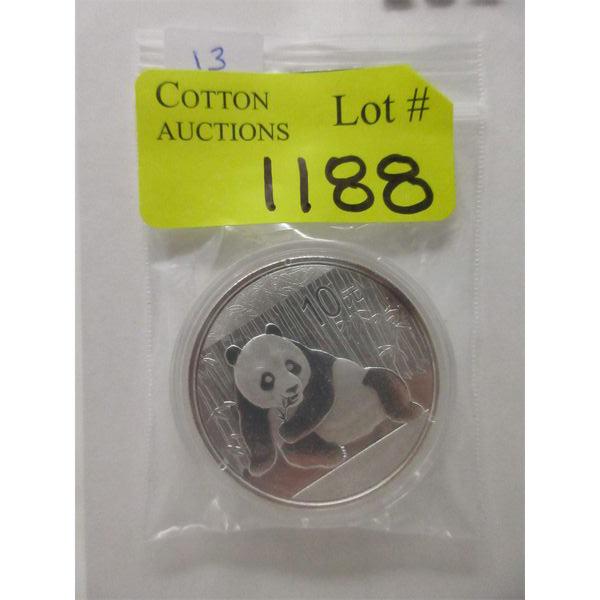 13
COTTON
AUCTIONS
Lot #
1188
10元